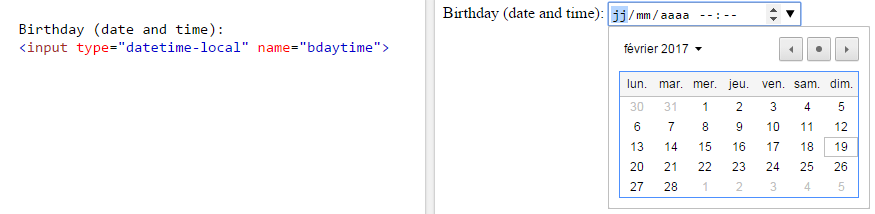 Birthday (date and time):
<input type="datetime-local" name="bdaytime">
Birthday (date and time): jj/mm/aaaa --:--
février 2017
lun. mar. mer. jeu. ven. sam. dim.
30 31 1 2 3 4 5
6 7 8 9 10 11 12
13 14 15 16 17 18 19
20 21 22 23 24 25 26
27 28 1 2 3 4 5